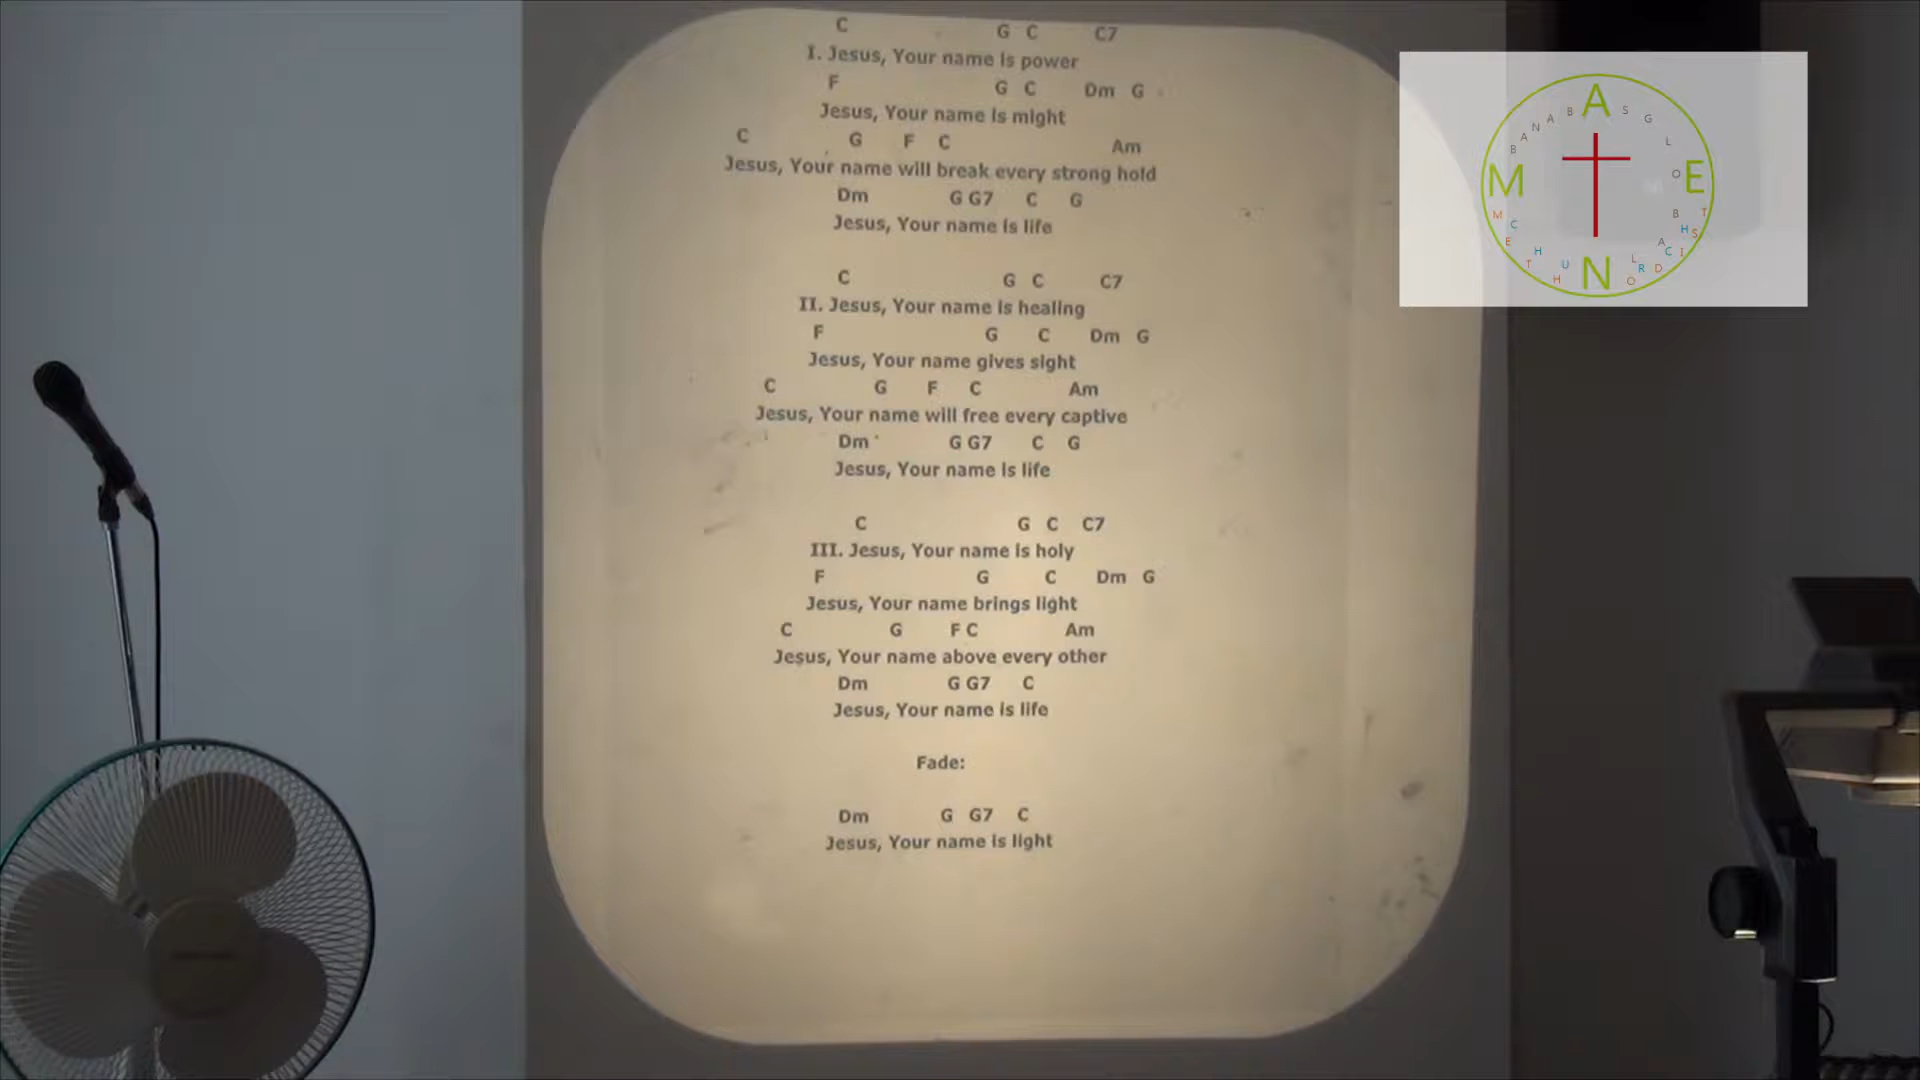 C G C C7
I. Jesus, Your name is power
F G C Dm G
Jesus, Your name is might
C G F C Am
Jesus, Your name will break every strong hold
Dm G G7 C G
Jesus, Your name is life
C G C C7
II. Jesus, Your name is healing
F G C Dm G
Jesus, Your name gives sight
C G F C Am
Jesus, Your name will free every captive
Dm G G7 C G
Jesus, Your name is life
C G C C7
III. Jesus, Your name is holy
F G C Dm G
Jesus, Your name brings light
C G F C Am
Jesus, Your name above every other
Dm G G7 C
Jesus, Your name is life
Fade:
Dm G G7 C
Jesus, Your name is light
A
M E
N